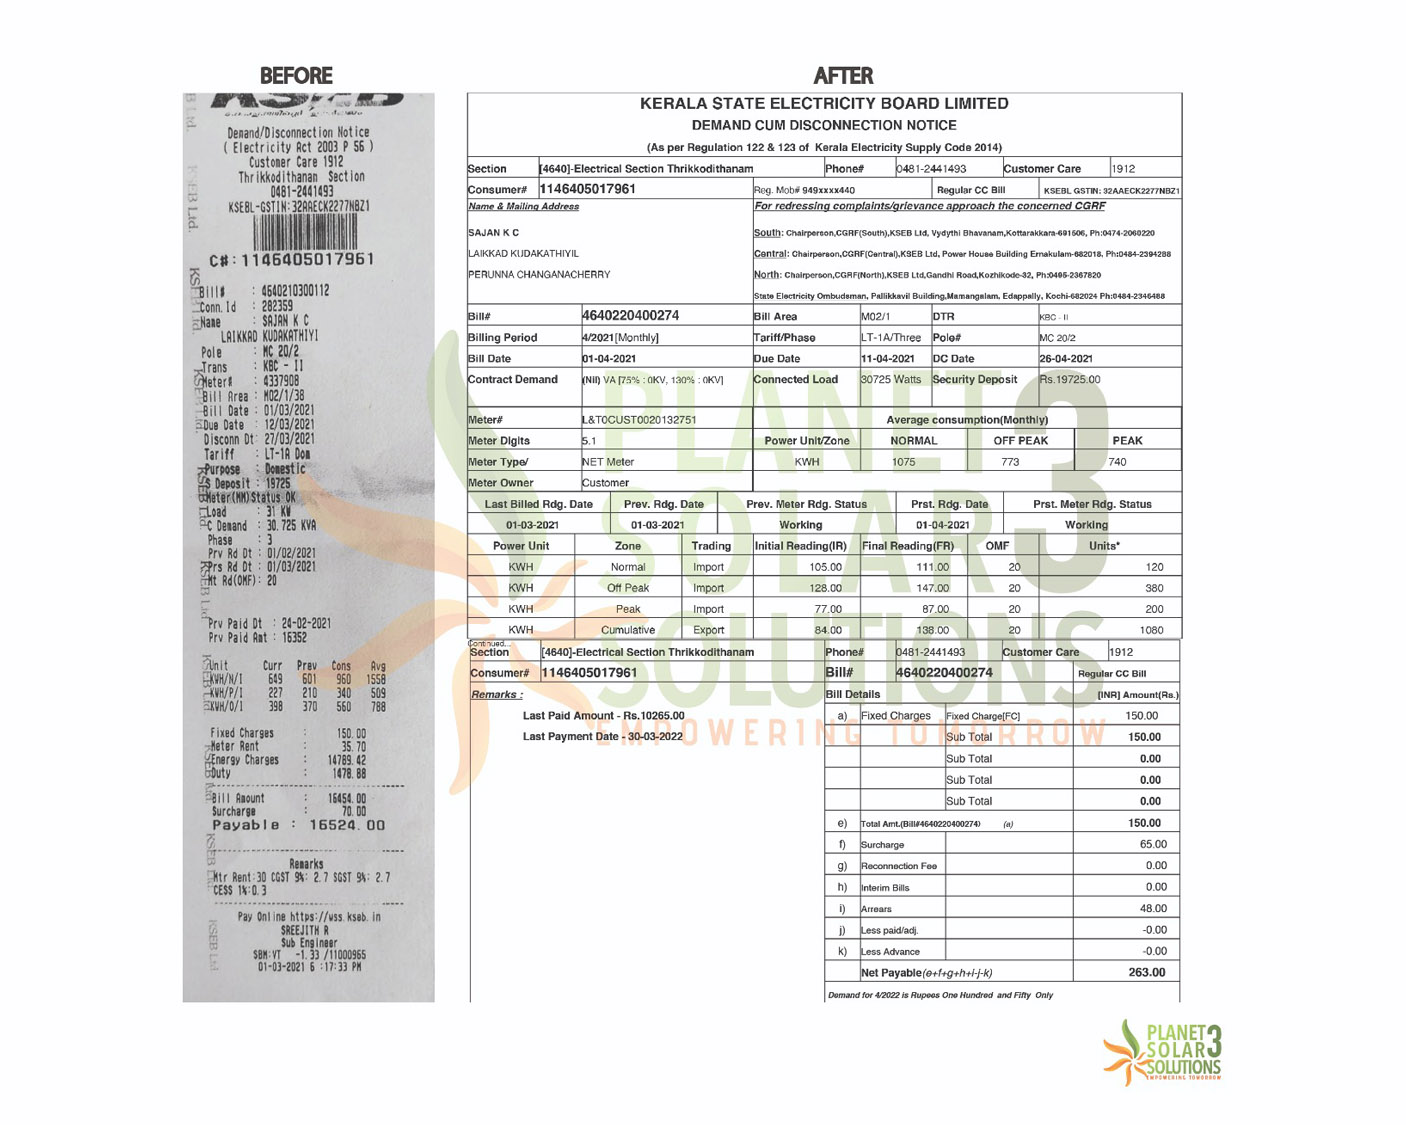 BEFORE
AFTER
KSEB
Demand/Disconnection Notice
( Electricity Act 2003 P 56 )
Customer Care 1912
Thrikkodithanan Section
0481-2441493
KSEBL-GSTIN:32AAECK2277NBZ1
C#:1146405017961
Bill# : 4640210300112
Conn.Id : 282359
Name : SAJAN K C
LAIKKAD KUDAKATHIYI
Pole : MC 20/2
Trans : KBC - II
Meter# : 4337908
Bill Area : M02/1/38
Bill Date : 01/03/2021
Due Date : 12/03/2021
Disconn Dt: 27/03/2021
Tariff : LT-1A Dom
Purpose : Domestic
S Deposit : 19725
Meter(MM)Status OK
Load : 31 KW
C Demand : 30.725 KVA
Phase : 3
Prv Rd Dt : 01/02/2021
Prs Rd Dt : 01/03/2021
Mt Rd(OMF): 20
Prv Paid Dt : 24-02-2021
Prv Paid Amt : 16352
Unit Curr Prev Cons Avg
KWH/N/I 649 601 960 1558
KWH/P/I 227 210 340 509
KWH/O/I 398 370 560 788
Fixed Charges : 150.00
Meter Rent : 35.70
Energy Charges : 14789.42
Duty : 1478.88
Bill Amount : 16454.00
Surcharge : 70.00
Payable : 16524.00
Remarks
Mtr Rent:30 CGST 9%: 2.7 SGST 9%: 2.7
CESS 1%:0.3
Pay Online https://wss.kseb.in
SREEJITH R
Sub Engineer
SBM:VT -1.33 /11000965
01-03-2021 6 :17:33 PM
KERALA STATE ELECTRICITY BOARD LIMITED
DEMAND CUM DISCONNECTION NOTICE
(As per Regulation 122 & 123 of Kerala Electricity Supply Code 2014)
Section [4640]-Electrical Section Thrikkodithanam Phone# 0481-2441493 Customer Care 1912
Consumer# 1146405017961 Reg. Mob# 949xxxx440 Regular CC Bill KSEBL GSTIN: 32AAECK2277NBZ1
Name & Mailing Address For redressing complaints/grievance approach the concerned CGRF
SAJAN K C South: Chairperson,CGRF(South),KSEB Ltd, Vydythi Bhavanam,Kottarakkara-691506, Ph:0474-2060220
LAIKKAD KUDAKATHIYIL Central: Chairperson,CGRF(Central),KSEB Ltd, Power House Building Ernakulam-682018, Ph:0484-2394288
PERUNNA CHANGANACHERRY North: Chairperson,CGRF(North),KSEB Ltd,Gandhi Road,Kozhikode-32, Ph:0495-2367820
State Electricity Ombudsman, Pallikkavil Building,Mamangalam, Edappally, Kochi-682024 Ph:0484-2346488
Bill# 4640220400274 Bill Area M02/1 DTR KBC - II
Billing Period 4/2021[Monthly] Tariff/Phase LT-1A/Three Pole# MC 20/2
Bill Date 01-04-2021 Due Date 11-04-2021 DC Date 26-04-2021
Contract Demand (Nil) VA [75% : 0KV, 130% : 0KV] Connected Load 30725 Watts Security Deposit Rs.19725.00
Meter# L&T0CUST0020132751 Average consumption(Monthly)
Meter Digits 5.1 Power Unit/Zone NORMAL OFF PEAK PEAK
Meter Type/ NET Meter KWH 1075 773 740
Meter Owner Customer
Last Billed Rdg. Date Prev. Rdg. Date Prev. Meter Rdg. Status Prst. Rdg. Date Prst. Meter Rdg. Status
01-03-2021 01-03-2021 Working 01-04-2021 Working
Power Unit Zone Trading Initial Reading(IR) Final Reading(FR) OMF Units*
KWH Normal Import 105.00 111.00 20 120
KWH Off Peak Import 128.00 147.00 20 380
KWH Peak Import 77.00 87.00 20 200
KWH Cumulative Export 84.00 138.00 20 1080
Continued...
Section [4640]-Electrical Section Thrikkodithanam Phone# 0481-2441493 Customer Care 1912
Consumer# 1146405017961 Bill# 4640220400274 Regular CC Bill
Remarks : Bill Details [INR] Amount(Rs.)
Last Paid Amount - Rs.10265.00 a) Fixed Charges Fixed Charge[FC] 150.00
Last Payment Date - 30-03-2022 Sub Total 150.00
Sub Total 0.00
Sub Total 0.00
Sub Total 0.00
e) Total Amt.(Bill#4640220400274) (a) 150.00
f) Surcharge 65.00
g) Reconnection Fee 0.00
h) Interim Bills 0.00
i) Arrears 48.00
j) Less paid/adj. -0.00
k) Less Advance -0.00
Net Payable(e+f+g+h+i-j-k) 263.00
Demand for 4/2022 is Rupees One Hundred and Fifty Only
PLANET 3
SOLAR
SOLUTIONS
EMPOWERING TOMORROW
PLANET 3
SOLAR
SOLUTIONS
EMPOWERING TOMORROW